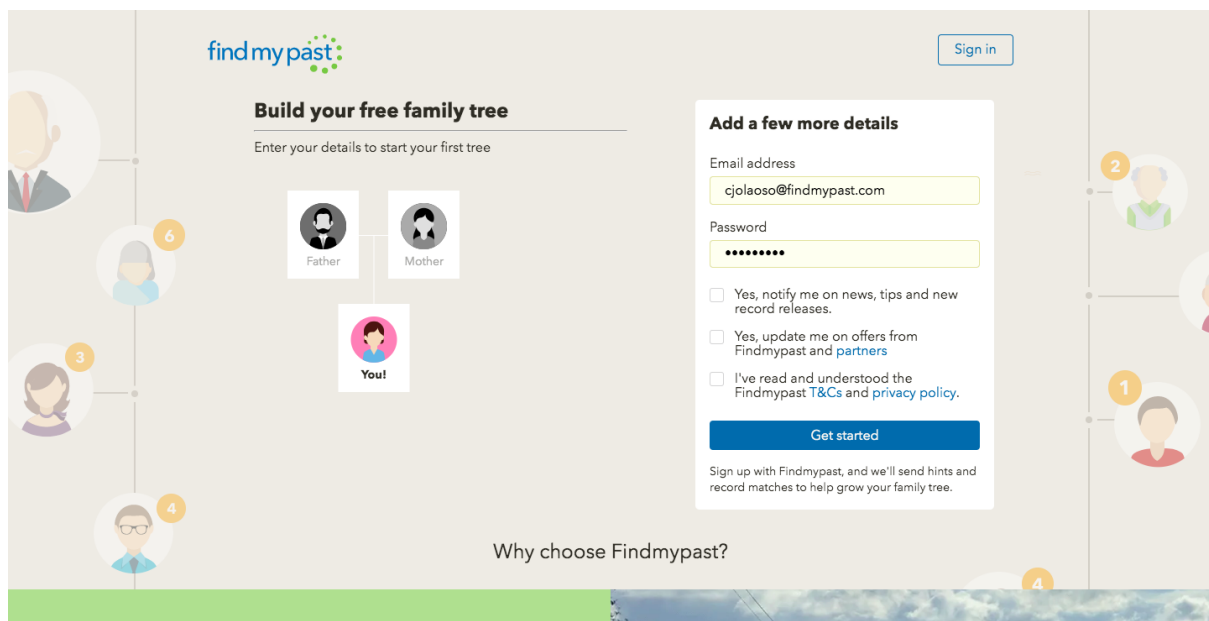 findmypast
Sign in
Build your free family tree
Enter your details to start your first tree
Father
Mother
You!
Add a few more details
Email address
cjolaoso@findmypast.com
Password
•••••••••
Yes, notify me on news, tips and new
record releases.
Yes, update me on offers from
Findmypast and partners
I've read and understood the
Findmypast T&Cs and privacy policy.
Get started
Sign up with Findmypast, and we'll send hints and
record matches to help grow your family tree.
6
3
4
2
1
4
Why choose Findmypast?